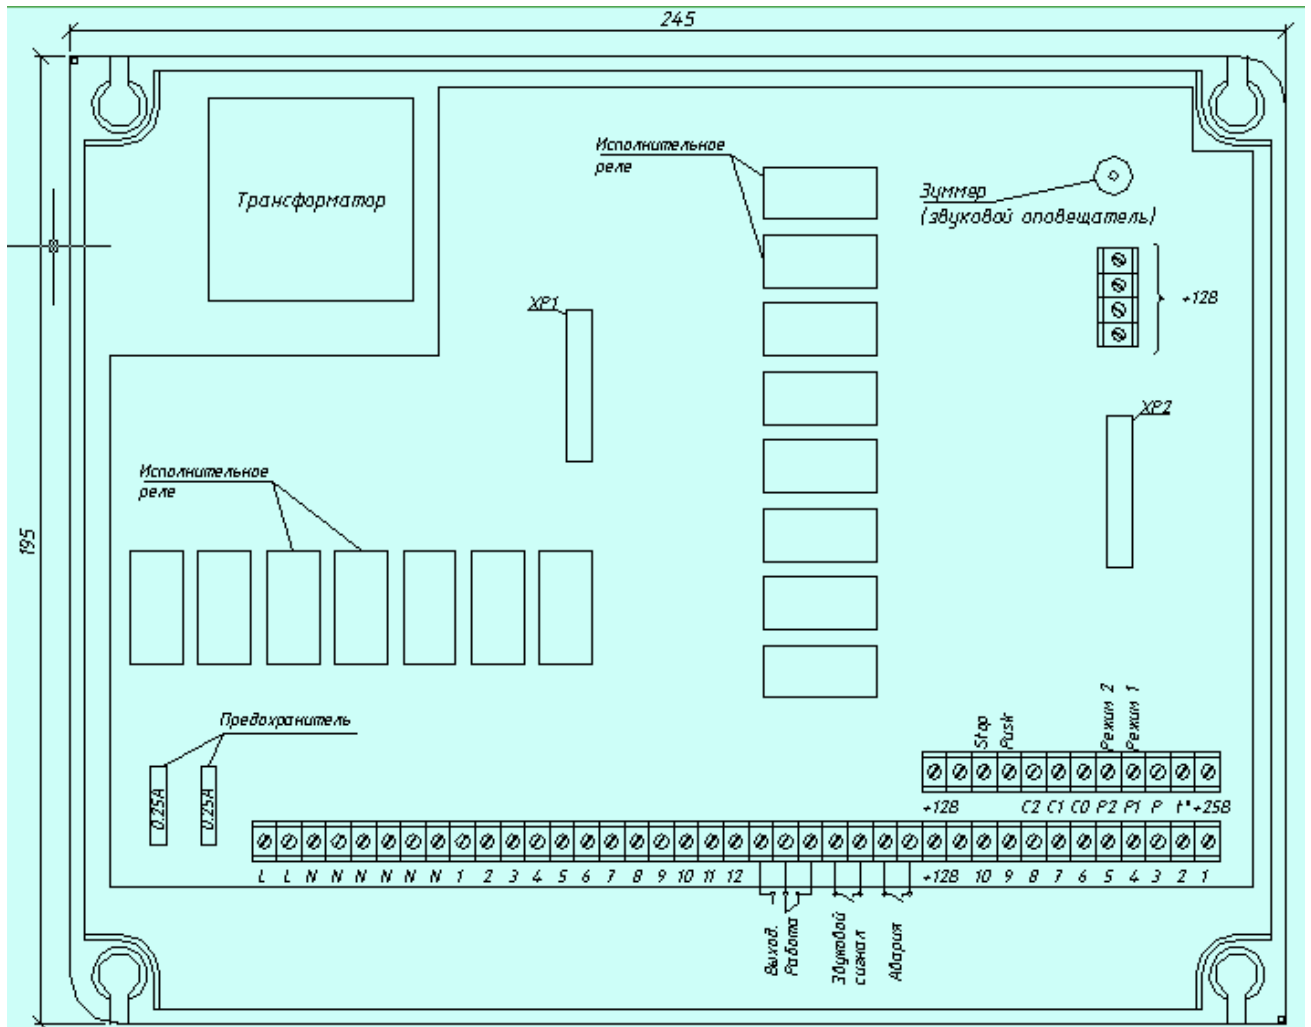 245
Исполнительное
реле
Трансформатор
Зуммер
(звуковой оповещатель)
XP1
+12В
XP2
Исполнительное
реле
195
Предохранитель
Stop
Pusk
Режим 2
Режим 1
0.25А
0.25А
+12В C2 C1 C0 P2 P1 P t° +25В
L L N N N N N N 1 2 3 4 5 6 7 8 9 10 11 12 +12В 10 9 8 7 6 5 4 3 2 1
Выход.
Работа
Звуковой
сигнал
Авария